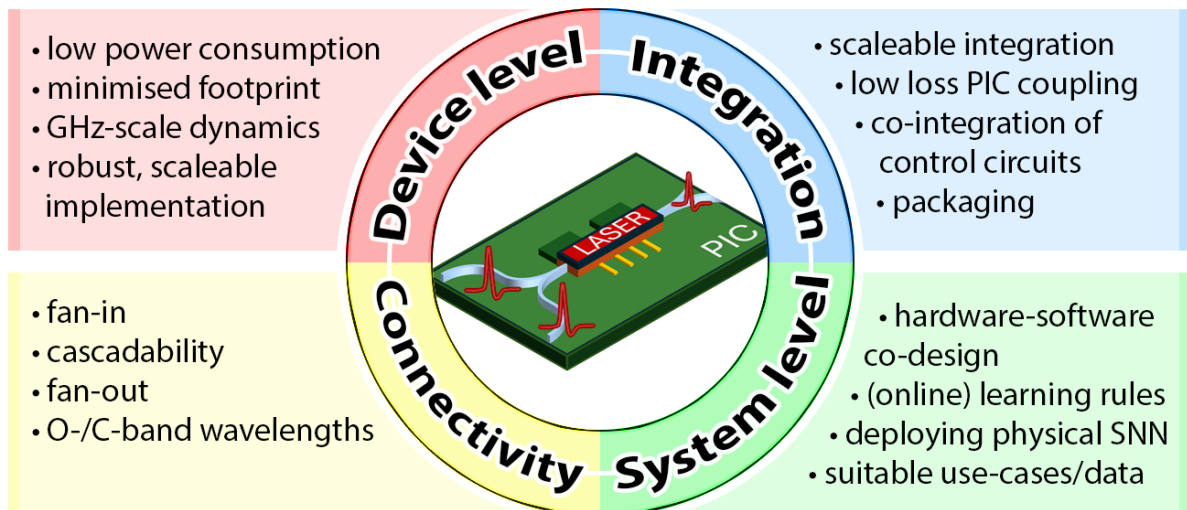 Device level
• low power consumption
• minimised footprint
• GHz-scale dynamics
• robust, scaleable
implementation
Integration
• scaleable integration
• low loss PIC coupling
• co-integration of
control circuits
• packaging
LASER
PIC
Connectivity
• fan-in
• cascadability
• fan-out
• O-/C-band wavelengths
System level
• hardware-software
co-design
• (online) learning rules
• deploying physical SNN
• suitable use-cases/data